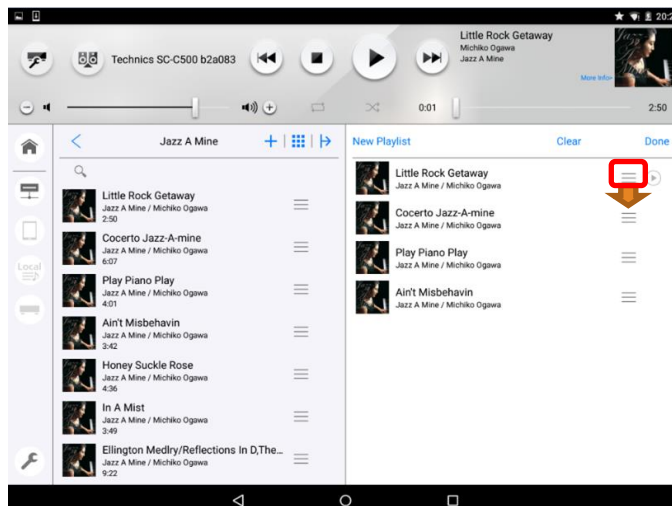 20:2
Technics SC-C500 b2a083
Little Rock Getaway
Michiko Ogawa
Jazz A Mine
More Info>
0:01
2:50
Jazz A Mine
Little Rock Getaway
Jazz A Mine / Michiko Ogawa
2:50
Cocerto Jazz-A-mine
Jazz A Mine / Michiko Ogawa
6:07
Play Piano Play
Jazz A Mine / Michiko Ogawa
4:01
Ain't Misbehavin
Jazz A Mine / Michiko Ogawa
3:42
Honey Suckle Rose
Jazz A Mine / Michiko Ogawa
4:36
In A Mist
Jazz A Mine / Michiko Ogawa
3:49
Ellington Medlry/Reflections In D,The...
Jazz A Mine / Michiko Ogawa
9:22
Local
New Playlist Clear Done
Little Rock Getaway
Jazz A Mine / Michiko Ogawa
Cocerto Jazz-A-mine
Jazz A Mine / Michiko Ogawa
Play Piano Play
Jazz A Mine / Michiko Ogawa
Ain't Misbehavin
Jazz A Mine / Michiko Ogawa